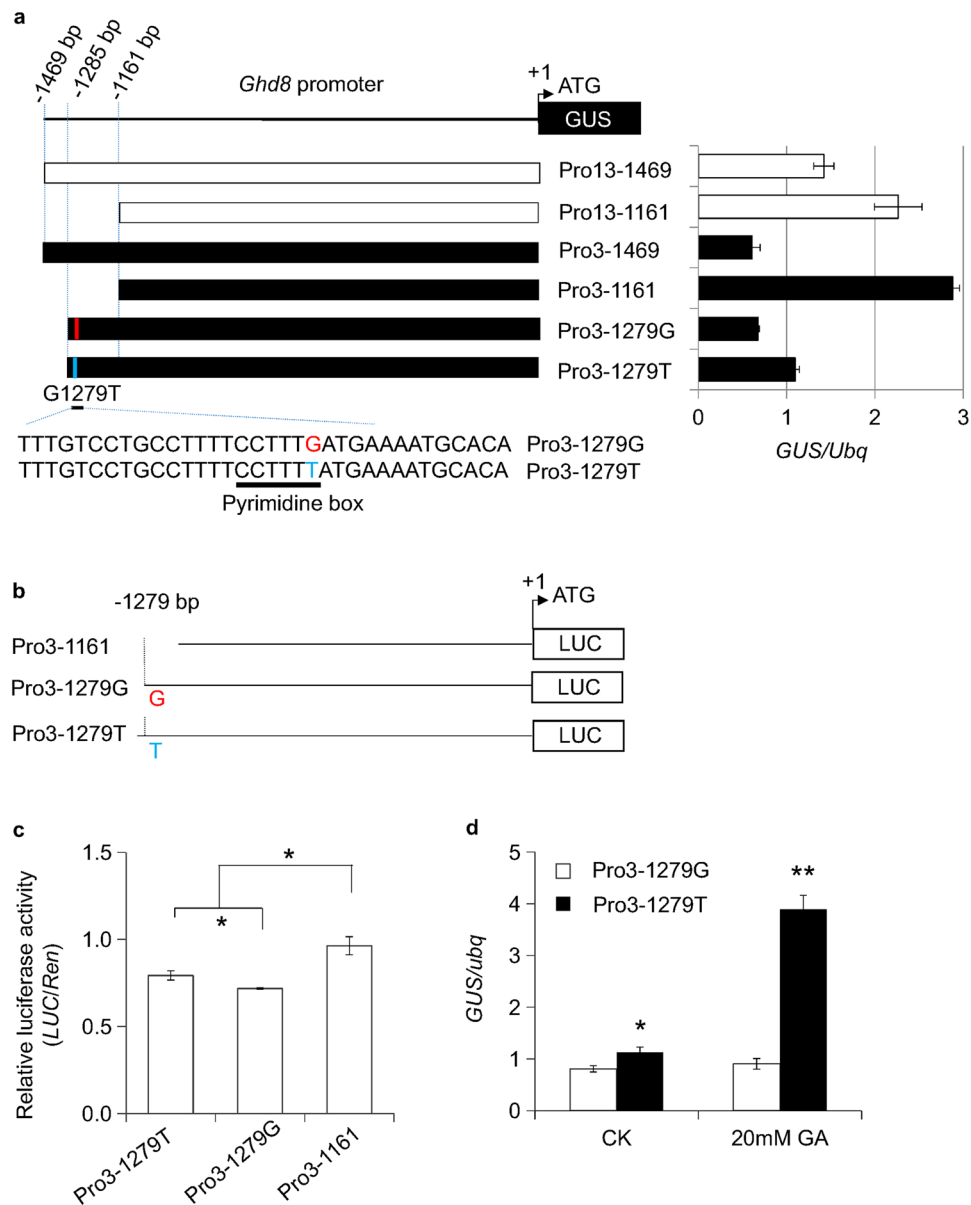 a
-1469 bp
-1285 bp
-1161 bp
Ghd8 promoter
+1
ATG
GUS
Pro13-1469
Pro13-1161
Pro3-1469
Pro3-1161
Pro3-1279G
Pro3-1279T
G1279T
0 1 2 3
GUS/Ubq
TTTGTCCTGCCTTTTCCTTTGATGAAAATGCACA Pro3-1279G
TTTGTCCTGCCTTTTCCTTTTATGAAAATGCACA Pro3-1279T
Pyrimidine box
b
-1279 bp
+1
ATG
Pro3-1161
LUC
Pro3-1279G
G
LUC
Pro3-1279T
T
LUC
c
Relative luciferase activity
(LUC/Ren)
1.5
1.0
0.5
0.0
*
*
Pro3-1279T
Pro3-1279G
Pro3-1161
d
GUS/ubq
5
4
3
2
1
0
Pro3-1279G
Pro3-1279T
*
**
CK
20mM GA